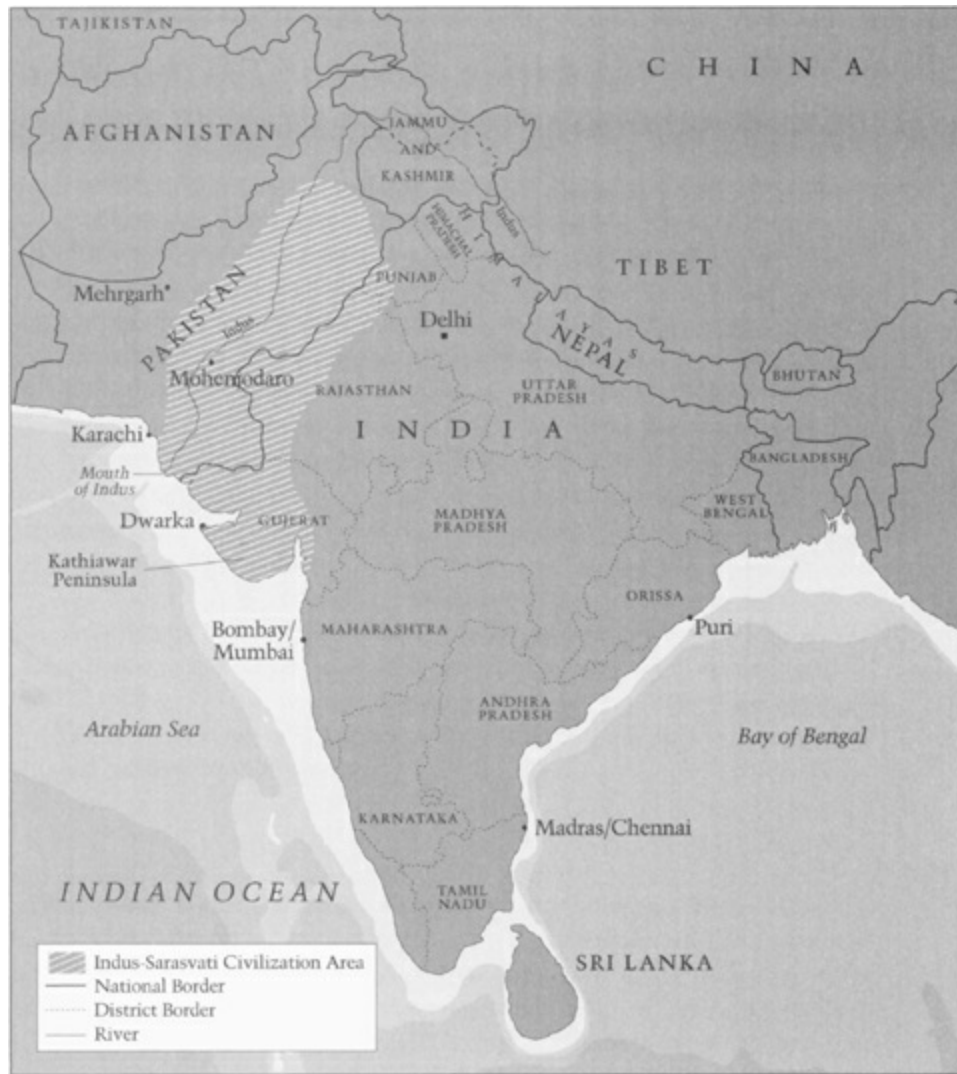 TAJIKISTAN
CHINA
AFGHANISTAN
JAMMU
AND
KASHMIR
HIMACHAL
PRADESH
Indus
HIMALAYAS
TIBET
PUNJAB
Mehrgarh
PAKISTAN
Indus
Delhi
NEPAL
BHUTAN
Mohenjodaro
RAJASTHAN
UTTAR
PRADESH
INDIA
Karachi
BANGLADESH
Mouth
of Indus
WEST
BENGAL
Dwarka
GUJERAT
MADHYA
PRADESH
Kathiawar
Peninsula
ORISSA
Puri
Bombay/
Mumbai
MAHARASHTRA
ANDHRA
PRADESH
Arabian Sea
Bay of Bengal
KARNATAKA
Madras/Chennai
INDIAN OCEAN
TAMIL
NADU
SRI LANKA
Indus-Sarasvati Civilization Area
National Border
District Border
River